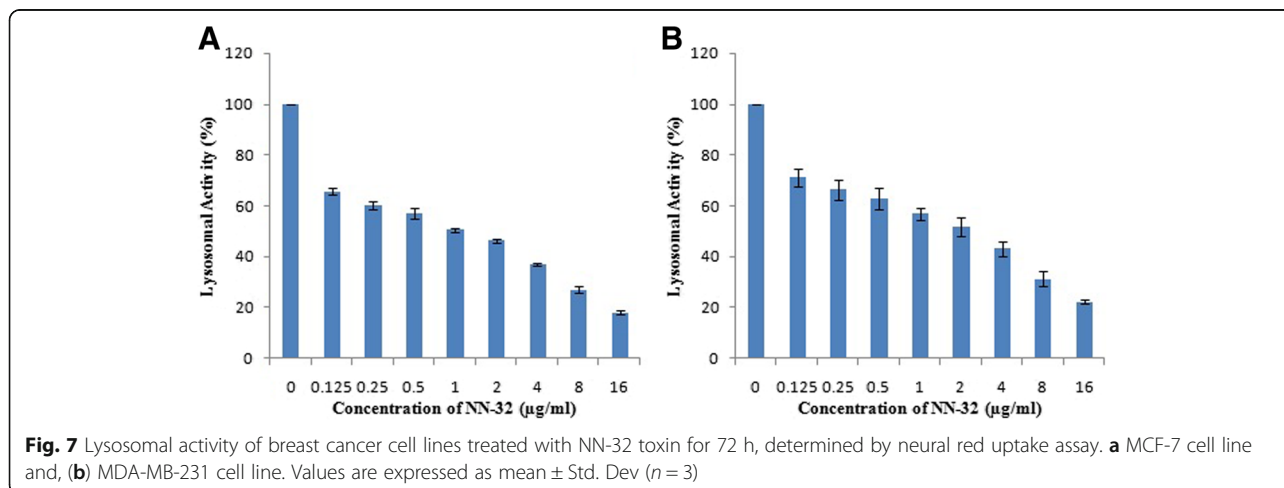 A
120
100
80
60
40
20
0
Lysosomal Activity (%)
0 0.125 0.25 0.5 1 2 4 8 16
Concentration of NN-32 (µg/ml)
B
120
100
80
60
40
20
0
Lysosomal Activity (%)
0 0.125 0.25 0.5 1 2 4 8 16
Concentration of NN-32 (µg/ml)
Fig. 7 Lysosomal activity of breast cancer cell lines treated with NN-32 toxin for 72 h, determined by neural red uptake assay. a MCF-7 cell line
and, (b) MDA-MB-231 cell line. Values are expressed as mean ± Std. Dev (n = 3)